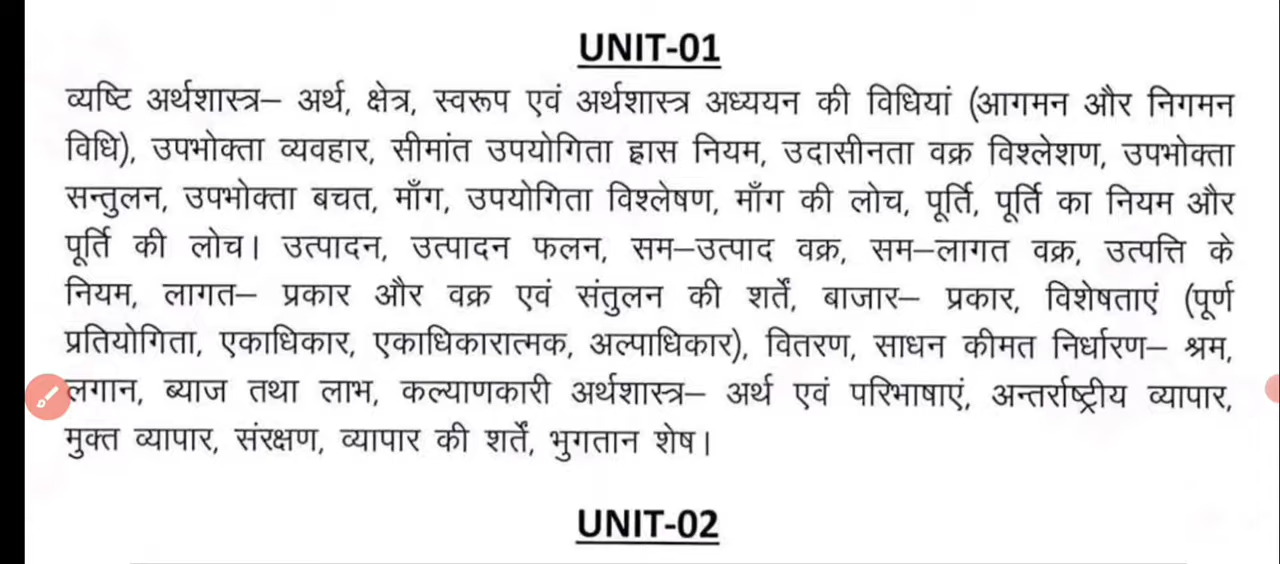 UNIT-01
व्यष्टि अर्थशास्त्र– अर्थ, क्षेत्र, स्वरूप एवं अर्थशास्त्र अध्ययन की विधियां (आगमन और निगमन
विधि), उपभोक्ता व्यवहार, सीमांत उपयोगिता ह्रास नियम, उदासीनता वक्र विश्लेशण, उपभोक्ता
सन्तुलन, उपभोक्ता बचत, माँग, उपयोगिता विश्लेषण, माँग की लोच, पूर्ति, पूर्ति का नियम और
पूर्ति की लोच। उत्पादन, उत्पादन फलन, सम–उत्पाद वक्र, सम–लागत वक्र, उत्पत्ति के
नियम, लागत– प्रकार और वक्र एवं संतुलन की शर्तें, बाजार– प्रकार, विशेषताएं (पूर्ण
प्रतियोगिता, एकाधिकार, एकाधिकारात्मक, अल्पाधिकार), वितरण, साधन कीमत निर्धारण– श्रम,
लगान, ब्याज तथा लाभ, कल्याणकारी अर्थशास्त्र– अर्थ एवं परिभाषाएं, अन्तर्राष्ट्रीय व्यापार,
मुक्त व्यापार, संरक्षण, व्यापार की शर्तें, भुगतान शेष।
UNIT-02